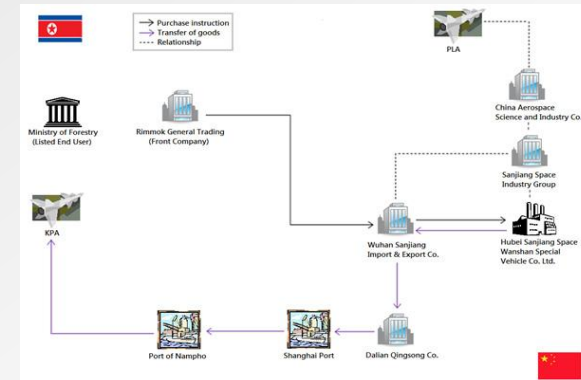 Purchase instruction
Transfer of goods
Relationship
PLA
China Aerospace
Science and Industry Co.
Ministry of Forestry
(Listed End User)
Rimmok General Trading
(Front Company)
Sanjiang Space
Industry Group
KPA
Wuhan Sanjiang
Import & Export Co.
Hubei Sanjiang Space
Wanshan Special
Vehicle Co. Ltd.
Port of Nampho
Shanghai Port
Dalian Qingsong Co.